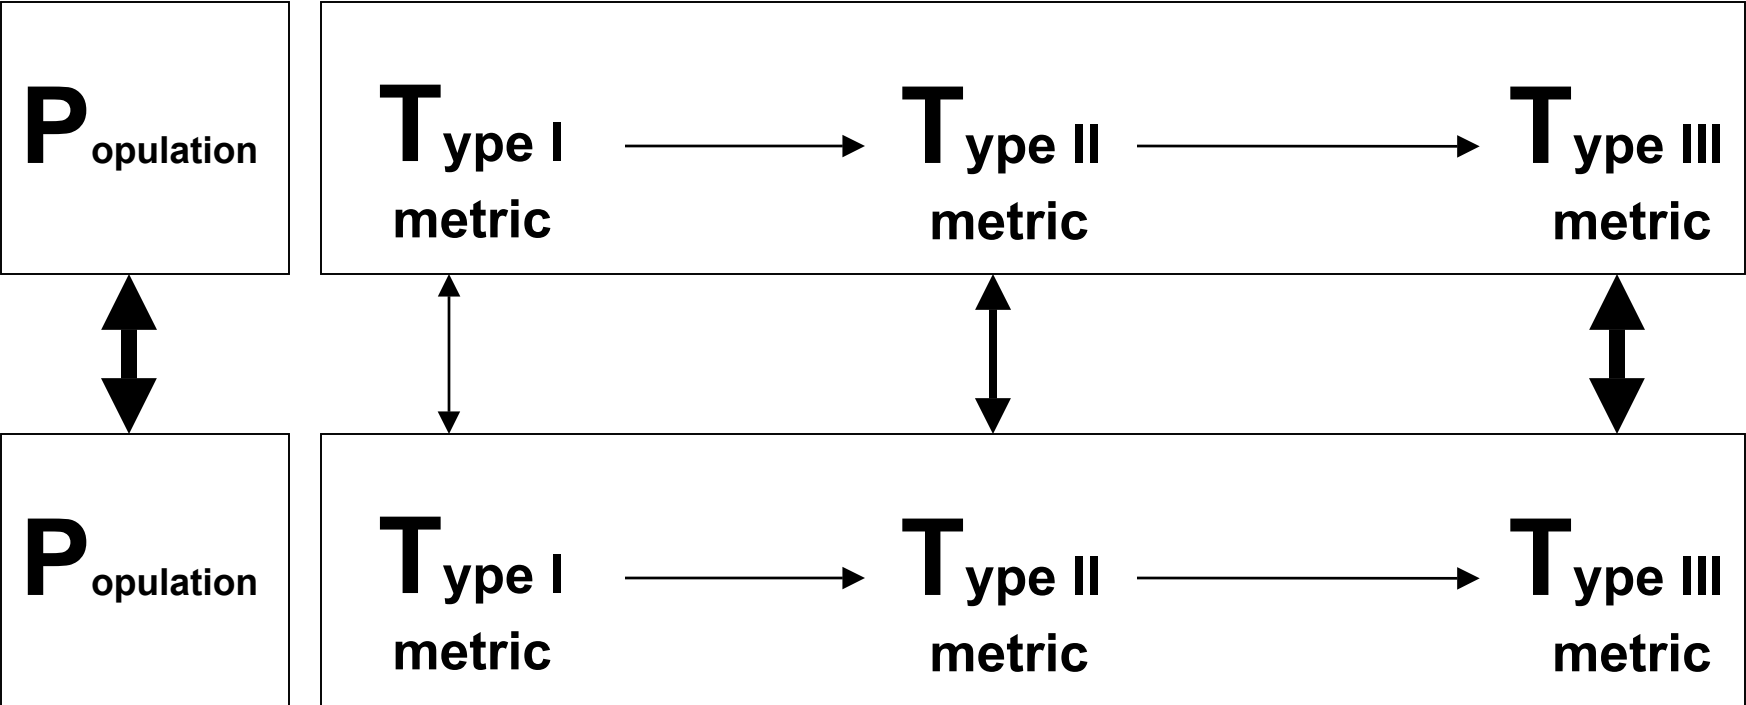 Population
Type I metric
Type II metric
Type III metric
Population
Type I metric
Type II metric
Type III metric